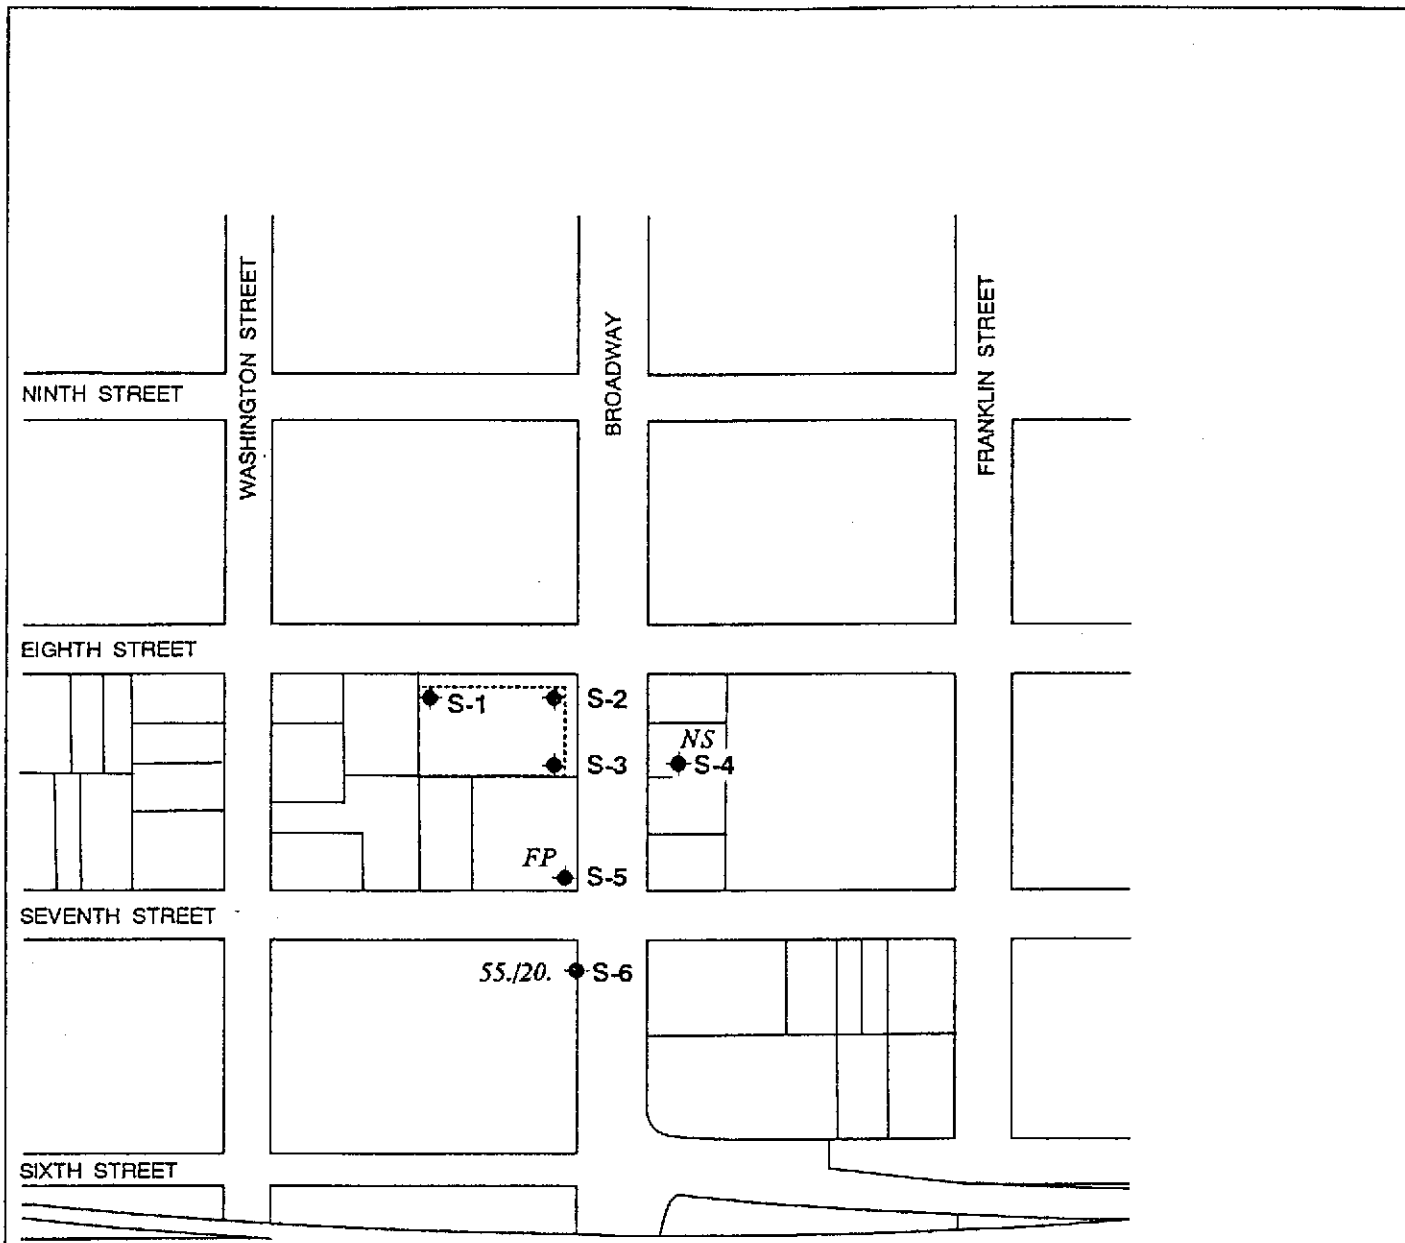 WASHINGTON STREET
BROADWAY
FRANKLIN STREET
NINTH STREET
EIGHTH STREET
S-1
S-2
NS
S-3
S-4
FP
S-5
SEVENTH STREET
55./20.
S-6
SIXTH STREET